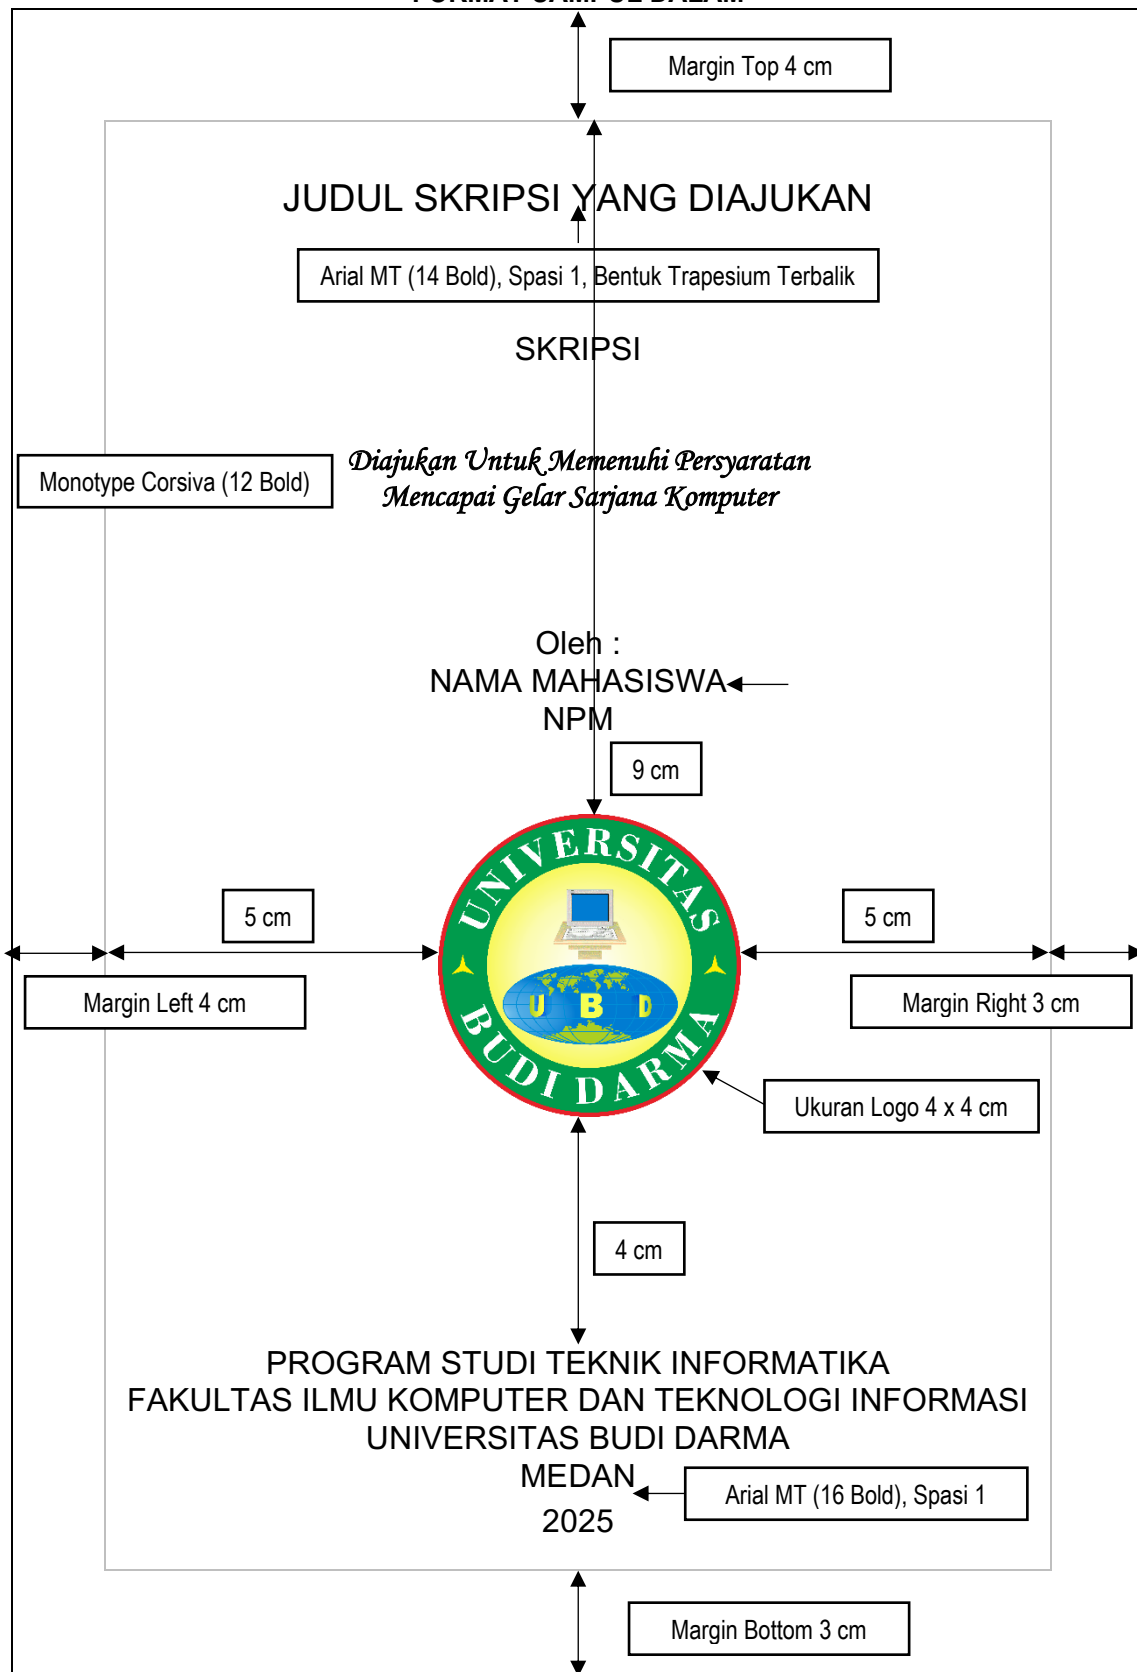 FORMAT SAMPUL DALAM
Margin Top 4 cm
JUDUL SKRIPSI YANG DIAJUKAN
Arial MT (14 Bold), Spasi 1, Bentuk Trapesium Terbalik
SKRIPSI
Monotype Corsiva (12 Bold)
Diajukan Untuk Memenuhi Persyaratan
Mencapai Gelar Sarjana Komputer
Oleh :
NAMA MAHASISWA
NPM
9 cm
UNIVERSITAS
5 cm
5 cm
U B D
Margin Left 4 cm
Margin Right 3 cm
BUDI DARMA
Ukuran Logo 4 x 4 cm
4 cm
PROGRAM STUDI TEKNIK INFORMATIKA
FAKULTAS ILMU KOMPUTER DAN TEKNOLOGI INFORMASI
UNIVERSITAS BUDI DARMA
MEDAN
Arial MT (16 Bold), Spasi 1
2025
Margin Bottom 3 cm